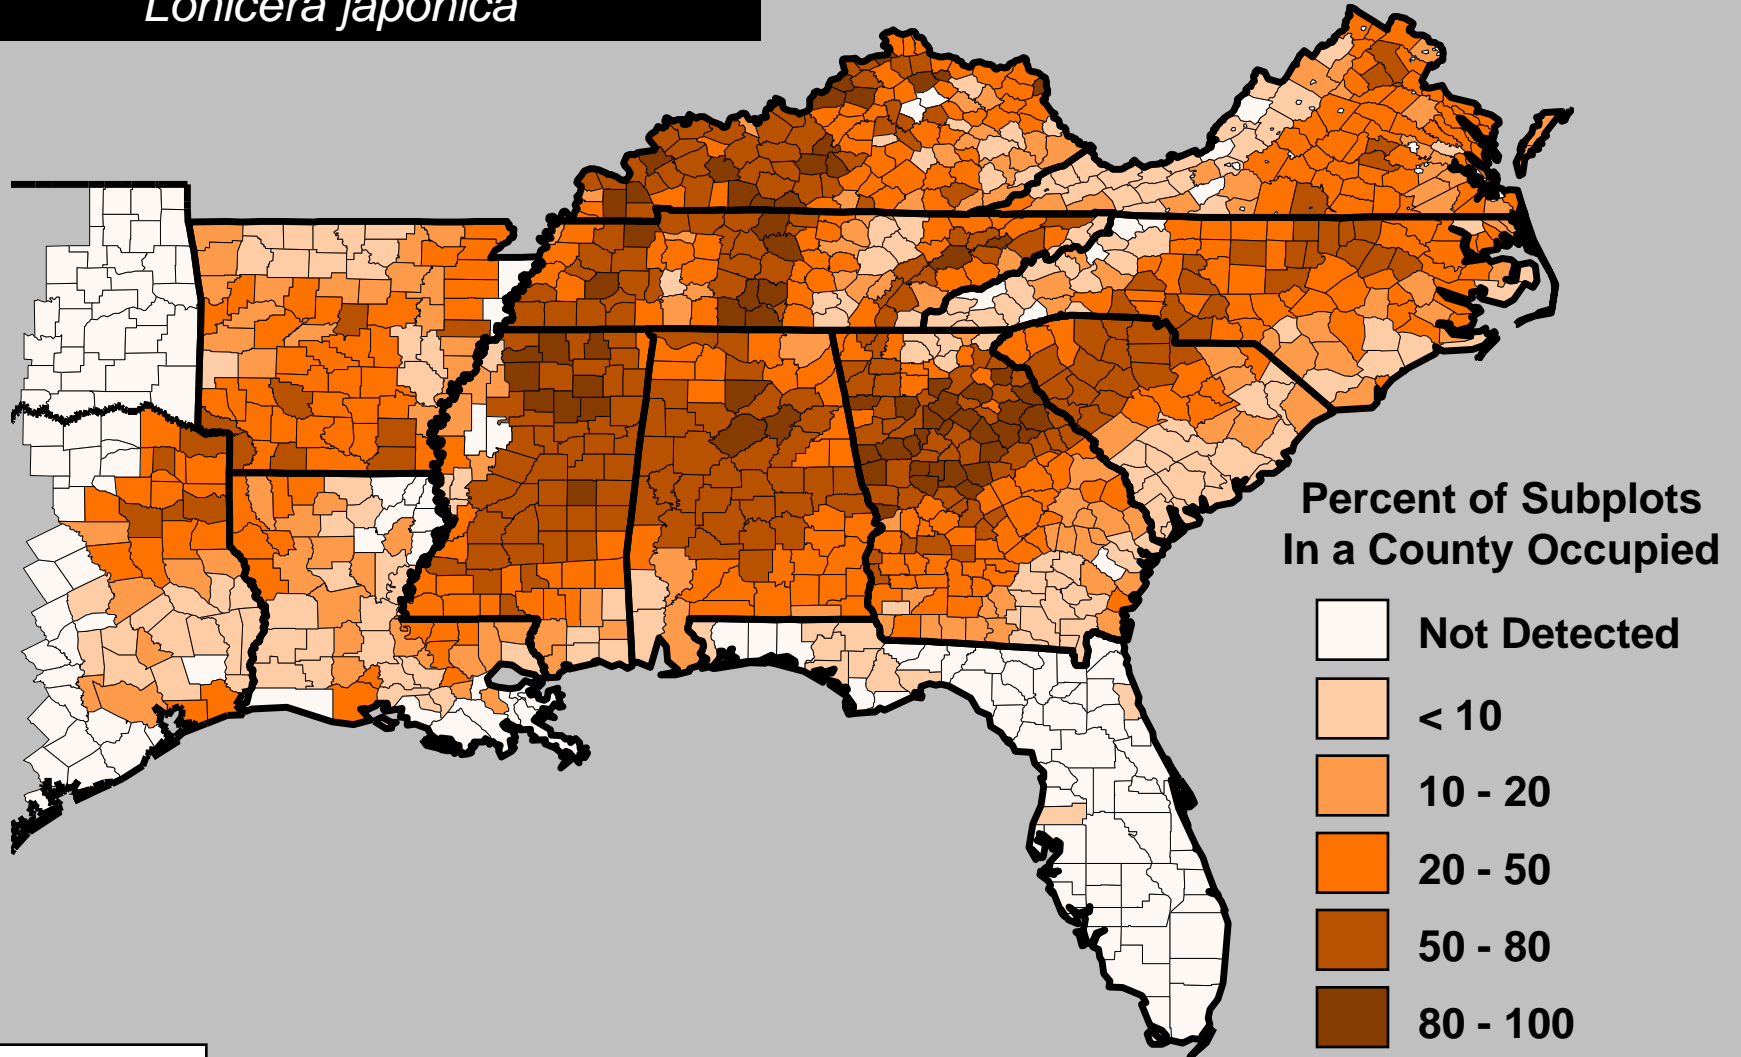 Lonicera japonica
Percent of Subplots
In a County Occupied
Not Detected
< 10
10 - 20
20 - 50
50 - 80
80 - 100